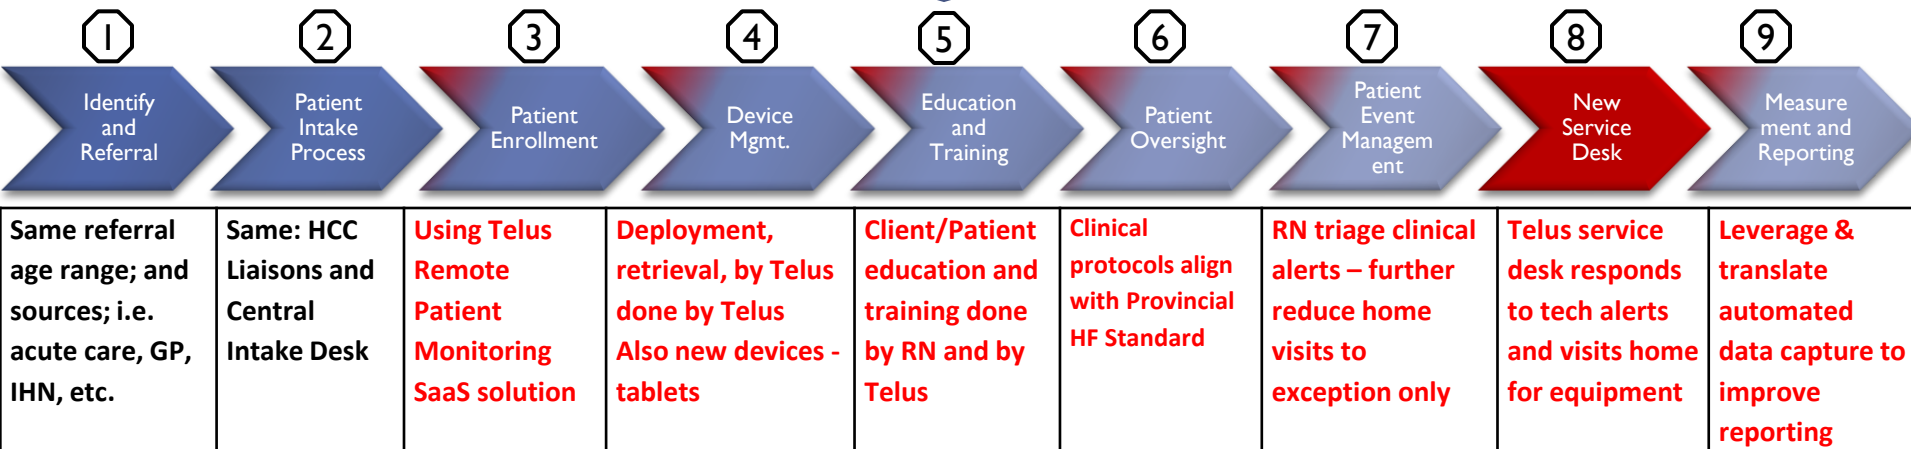 1
2
3
4
5
6
7
8
9
Identify
and
Referral
Patient
Intake
Process
Patient
Enrollment
Device
Mgmt.
Education
and
Training
Patient
Oversight
Patient
Event
Managem
ent
New
Service
Desk
Measure
ment and
Reporting
Same referral
age range; and
sources; i.e.
acute care, GP,
IHN, etc.
Same: HCC
Liaisons and
Central
Intake Desk
Using Telus
Remote
Patient
Monitoring
SaaS solution
Deployment,
retrieval, by Telus
done by Telus
Also new devices -
tablets
Client/Patient
education and
training done
by RN and by
Telus
Clinical
protocols align
with Provincial
HF Standard
RN triage clinical
alerts – further
reduce home
visits to
exception only
Telus service
desk responds
to tech alerts
and visits home
for equipment
Leverage &
translate
automated
data capture to
improve
reporting